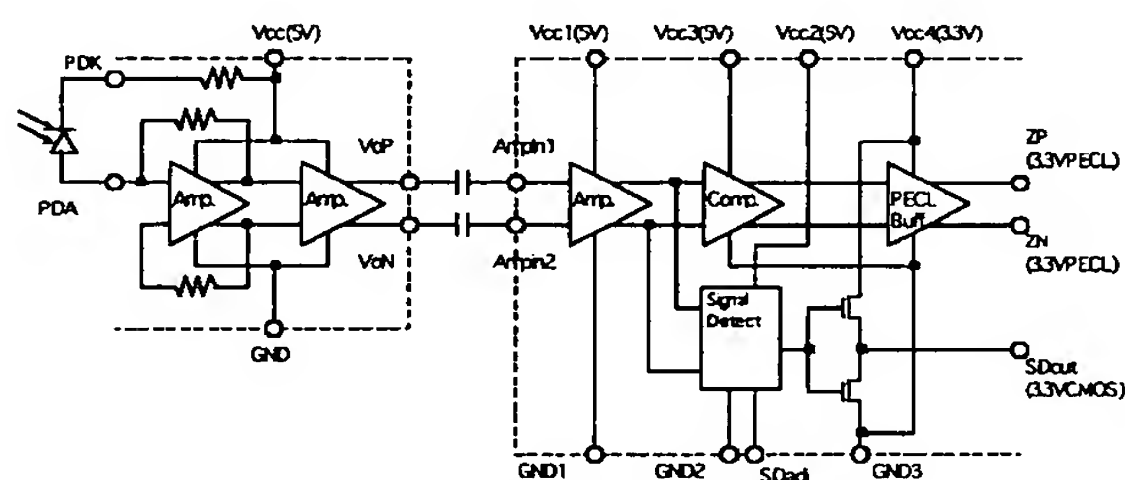 Vcc(5V)
Vcc1(5V)
Vcc3(5V)
Vcc2(5V)
Vcc4(3.3V)
PDK
VoP
Ampin1
ZP
(3.3VPECL)
Amp.
Amp.
Amp.
Comp.
PECL
Buff
PDA
VoN
Ampin2
ZN
(3.3VPECL)
Signal
Detect
GND
SDout
(3.3VCMOS)
GND1
GND2
SDadj
GND3